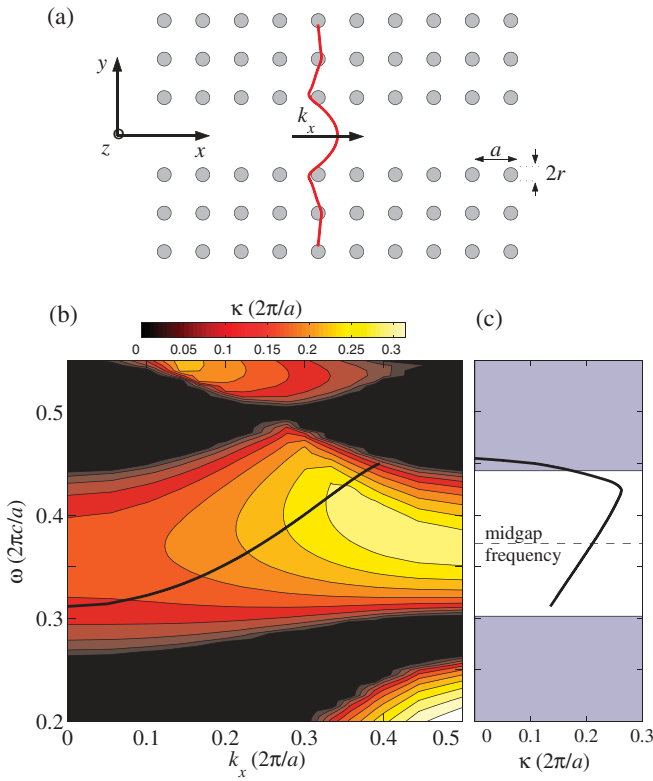 (a)
y
z
x
k x
a
2r
(b)
κ (2π/a)
(c)
0 0.05 0.1 0.15 0.2 0.25 0.3
0.5
0.4
0.3
0.2
ω (2πc/a)
midgap
frequency
0 0.1 0.2 0.3 0.4 0.5
0 0.1 0.2 0.3
k x (2π/a)
κ (2π/a)